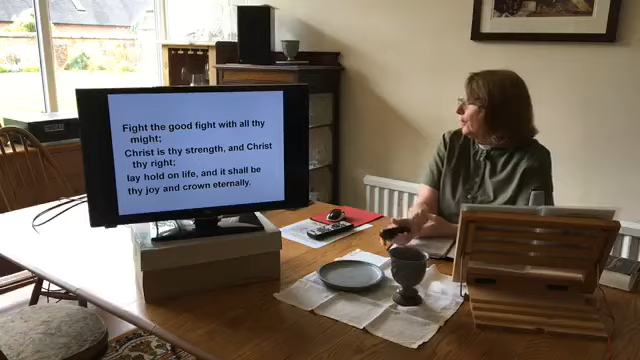 Fight the good fight with all thy
might;
Christ is thy strength, and Christ
thy right;
lay hold on life, and it shall be
thy joy and crown eternally.